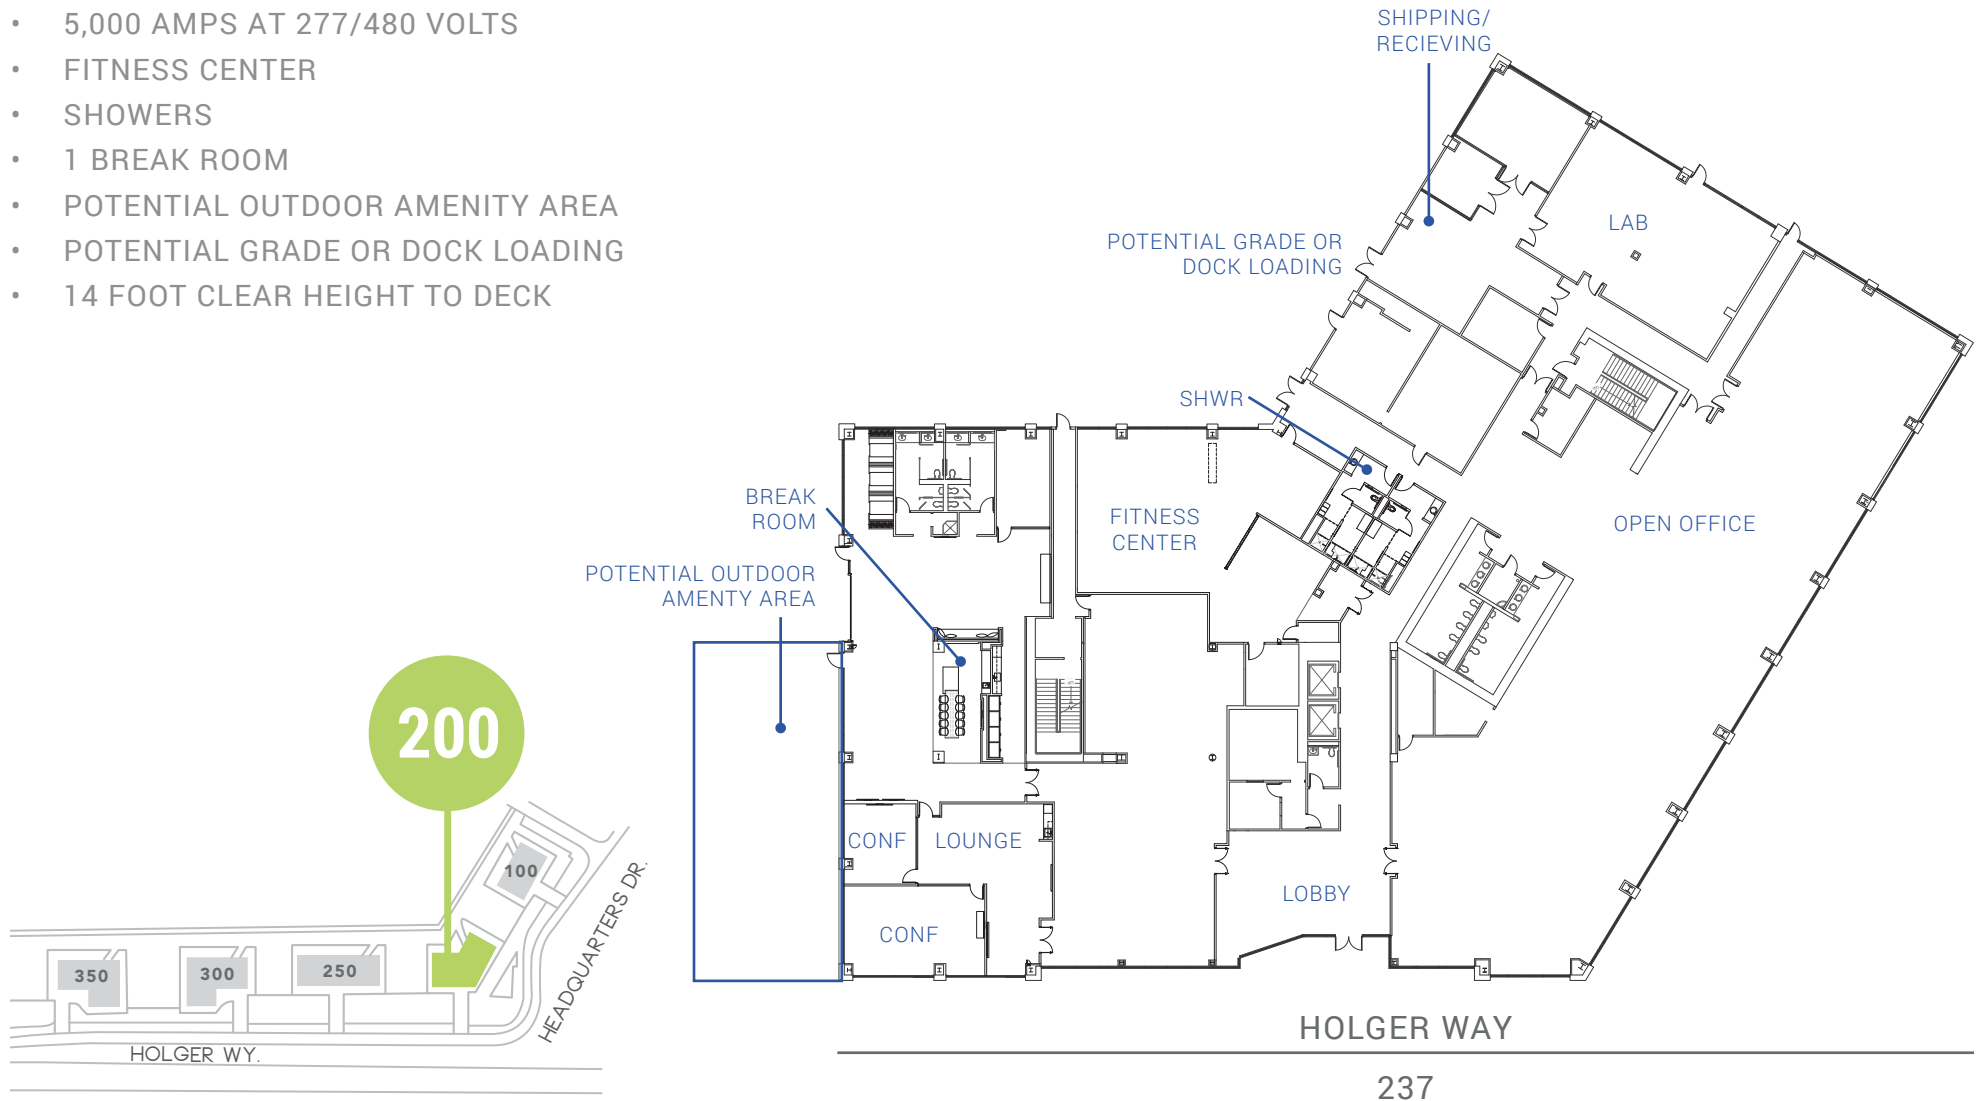 • 5,000 AMPS AT 277/480 VOLTS
• FITNESS CENTER
• SHOWERS
• 1 BREAK ROOM
• POTENTIAL OUTDOOR AMENITY AREA
• POTENTIAL GRADE OR DOCK LOADING
• 14 FOOT CLEAR HEIGHT TO DECK
SHIPPING/
RECIEVING
LAB
POTENTIAL GRADE OR
DOCK LOADING
SHWR
BREAK
ROOM
FITNESS
CENTER
OPEN OFFICE
POTENTIAL OUTDOOR
AMENTY AREA
CONF
LOUNGE
LOBBY
CONF
200
100
350
300
250
HEADQUARTERS DR.
HOLGER WY.
HOLGER WAY
237